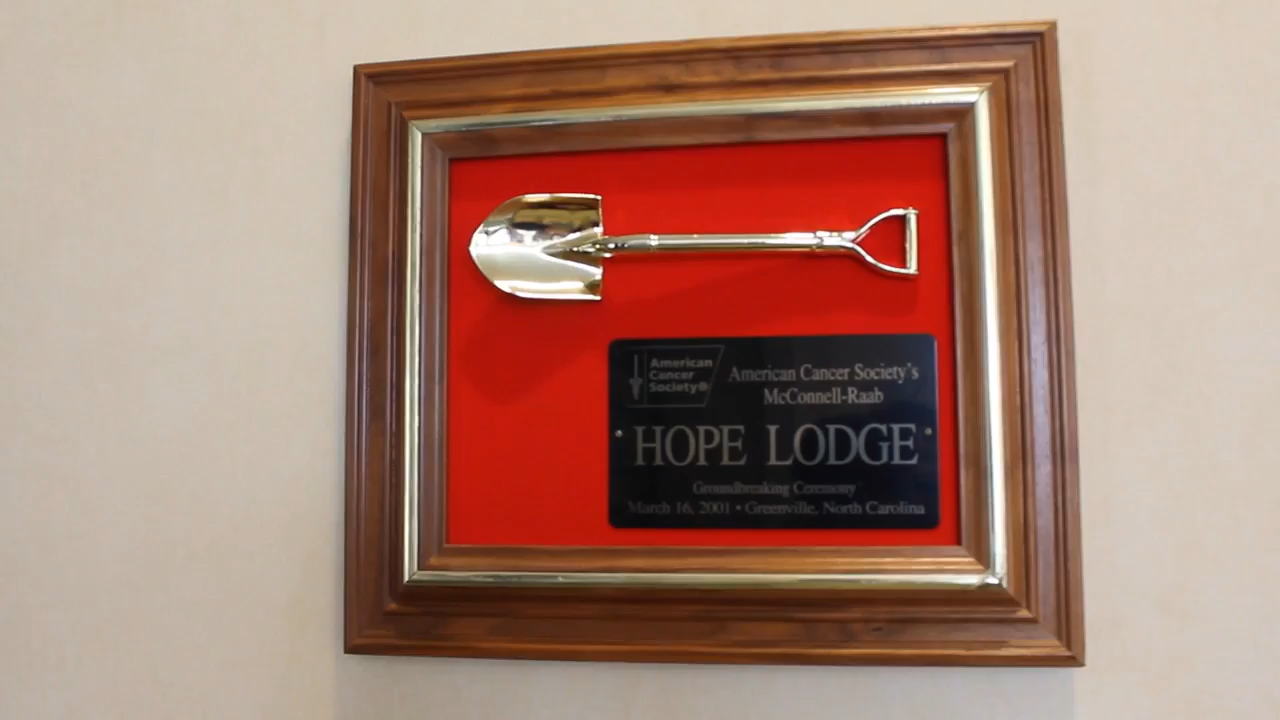 American
Cancer
Society®
American Cancer Society's
McConnell-Raab
HOPE LODGE
Groundbreaking Ceremony
March 16, 2001 • Greenville, North Carolina